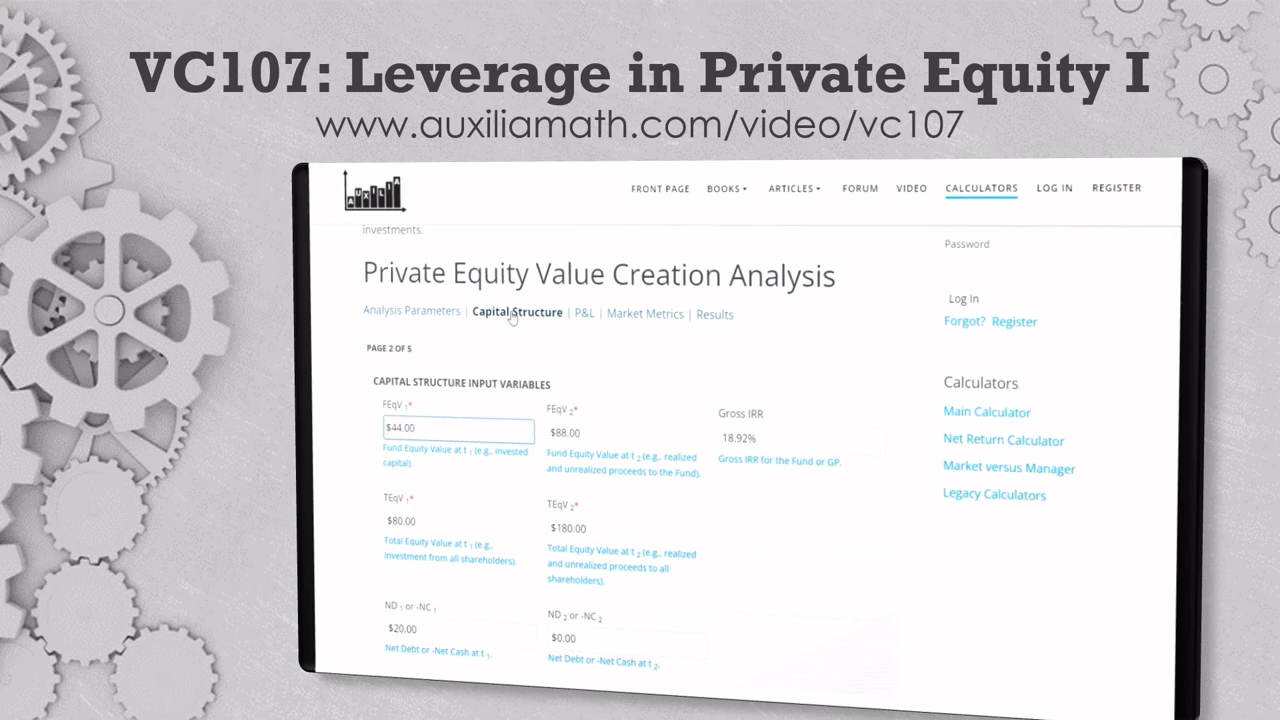 VC107: Leverage in Private Equity I
www.auxiliamath.com/video/vc107
AUXILIA
FRONT PAGE BOOKS ARTICLES FORUM VIDEO CALCULATORS LOG IN REGISTER
investments.
Private Equity Value Creation Analysis
Analysis Parameters | Capital Structure | P&L | Market Metrics | Results
PAGE 2 OF 5
CAPITAL STRUCTURE INPUT VARIABLES
FEqV 1* FEqV 2* Gross IRR
$44.00 $88.00 18.92%
Fund Equity Value at t 1 (e.g., invested
capital).
Fund Equity Value at t 2 (e.g., realized
and unrealized proceeds to the Fund).
Gross IRR for the Fund or GP.
TEqV 1* TEqV 2*
$80.00 $180.00
Total Equity Value at t 1 (e.g.,
investment from all shareholders).
Total Equity Value at t 2 (e.g., realized
and unrealized proceeds to all
shareholders).
ND 1 or -NC 1 ND 2 or -NC 2
$20.00 $0.00
Net Debt or -Net Cash at t 1. Net Debt or -Net Cash at t 2.
Password
Log In
Forgot? Register
Calculators
Main Calculator
Net Return Calculator
Market versus Manager
Legacy Calculators